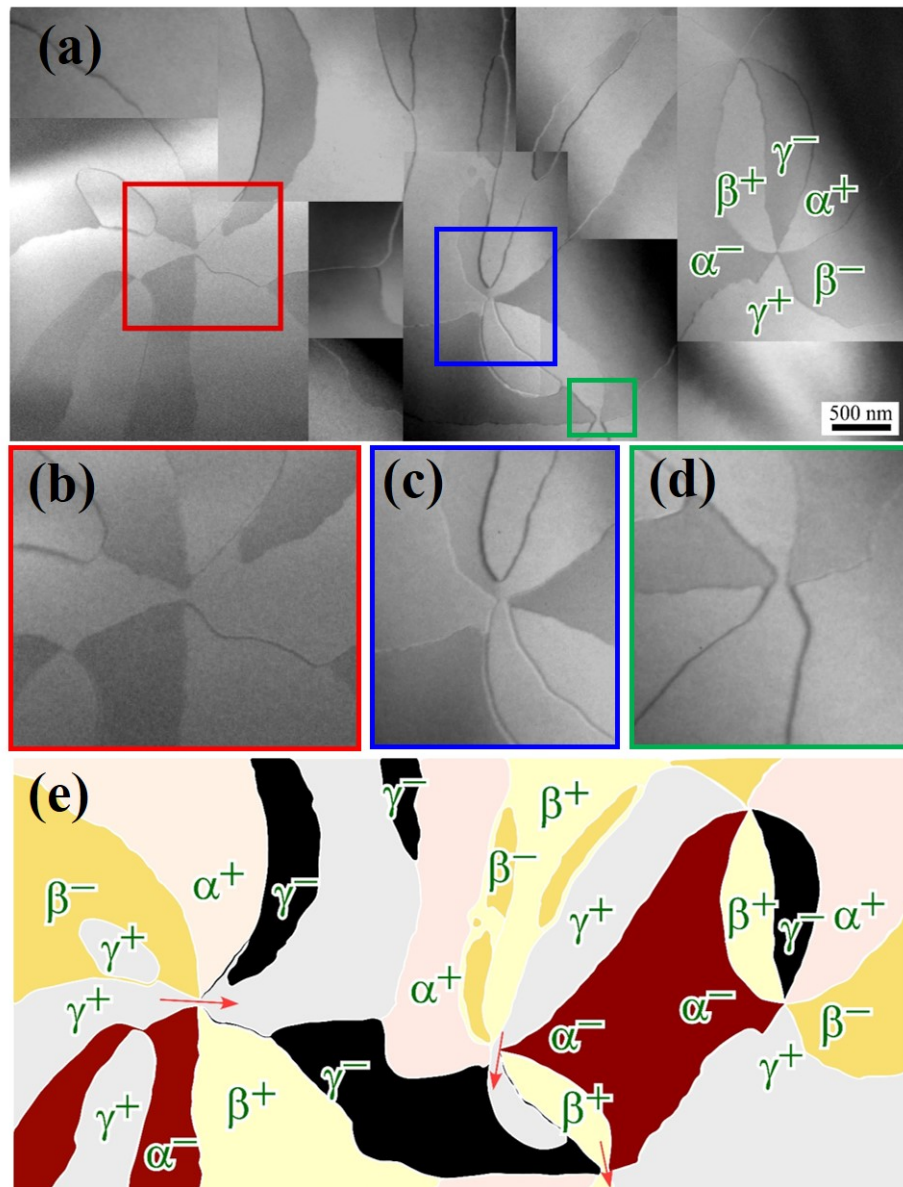 (a)
γ⁻
β⁺
α⁺
α⁻
β⁻
γ⁺
500 nm
(b)
(c)
(d)
(e)
γ⁻
β⁺
β⁻
α⁺
γ⁻
β⁻
γ⁺
γ⁺
β⁺
γ⁻
α⁺
γ⁺
α⁺
α⁻
α⁻
β⁻
γ⁺
γ⁻
γ⁺
β⁺
β⁺
α⁻